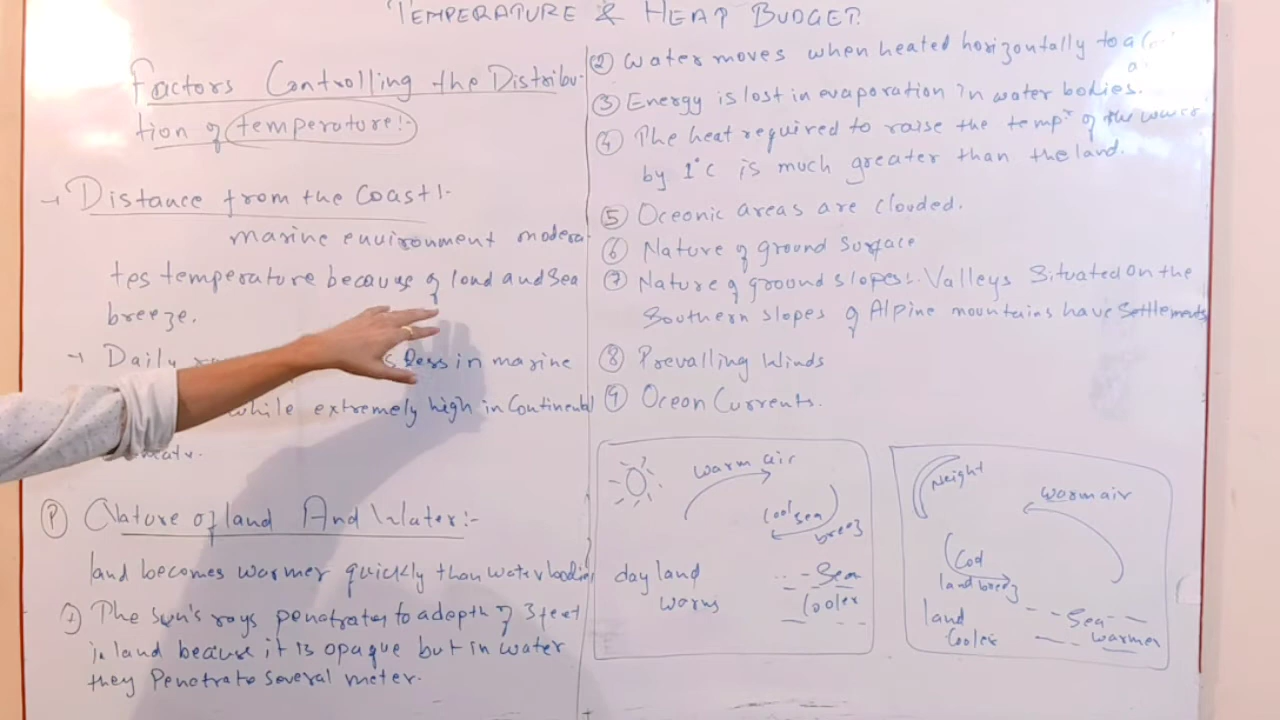 TEMPERATURE & HEAT BUDGET
Factors Controlling the Distribu-
tion of temperature:-
→ Distance from the Coast:-
marine environment modera
tes temperature because of land and sea
breeze.
→ Daily less in marine
while extremely high in Continental
P Nature of land And Water:-
land becomes warmer quickly than water bodies
1 The sun's rays penetrates to a depth of 3 feet
in land becaus it is opaque but in water
they Penetrate several meter.
2 Water moves when heated horizontally to a
3 Energy is lost in evaporation in water bodies.
4 The heat required to raise the temp. of the water
by 1°C is much greater than the land.
5 Oceanic areas are clouded.
6 Nature of ground Surface
7 Nature of ground slopes:- Valleys Situated On the
Southern slopes of Alpine mountains have Settlements
8 Prevalling Winds
9 Ocean Currents.
warm air
Cool sea
breez
day land
warms
Sea
Cooler
Neight
warm air
Cool
land breez
land
Cooler
Sea
warmer